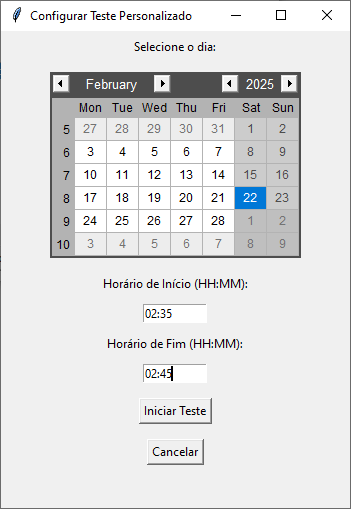 Configurar Teste Personalizado
Selecione o dia:
February 2025
Mon Tue Wed Thu Fri Sat Sun
5 27 28 29 30 31 1 2
6 3 4 5 6 7 8 9
7 10 11 12 13 14 15 16
8 17 18 19 20 21 22 23
9 24 25 26 27 28 1 2
10 3 4 5 6 7 8 9
Horário de Início (HH:MM):
02:35
Horário de Fim (HH:MM):
02:45
Iniciar Teste
Cancelar